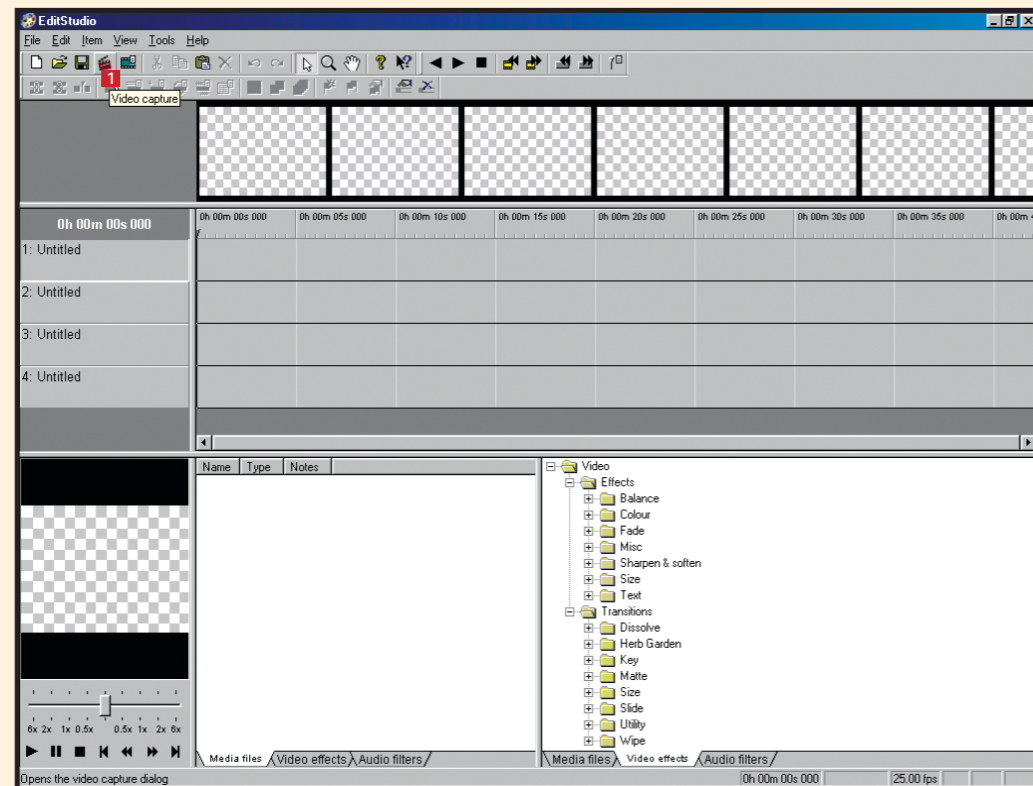 EditStudio
File Edit Item View Tools Help
1
Video capture
0h 00m 00s 000
0h 00m 00s 000 0h 00m 05s 000 0h 00m 10s 000 0h 00m 15s 000 0h 00m 20s 000 0h 00m 25s 000 0h 00m 30s 000 0h 00m 35s 000 0h 00m
1: Untitled
2: Untitled
3: Untitled
4: Untitled
Name Type Notes
Video
Effects
Balance
Colour
Fade
Misc
Sharpen & soften
Size
Text
Transitions
Dissolve
Herb Garden
Key
Matte
Size
Slide
Utility
Wipe
6x 2x 1x 0.5x 0.5x 1x 2x 6x
Media files Video effects Audio filters
Media files Video effects Audio filters
Opens the video capture dialog
0h 00m 00s 000
25.00 fps